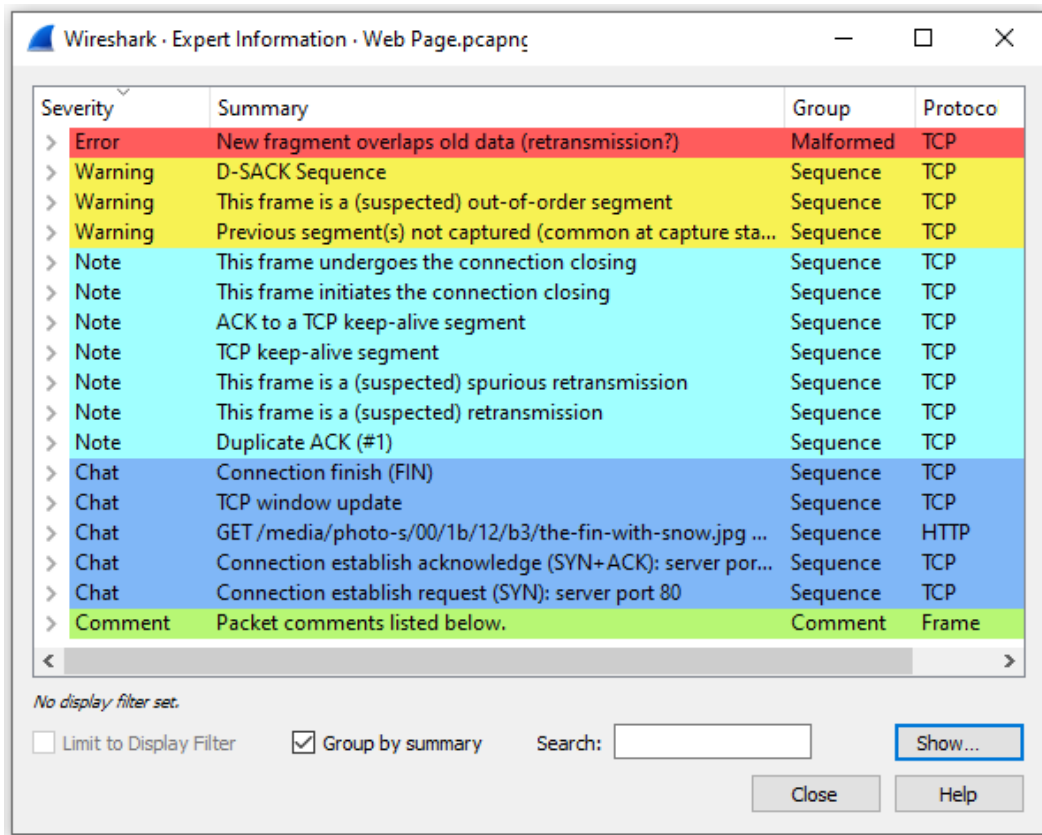 Wireshark · Expert Information · Web Page.pcapng
Severity Summary Group Protoco
Error New fragment overlaps old data (retransmission?) Malformed TCP
Warning D-SACK Sequence Sequence TCP
Warning This frame is a (suspected) out-of-order segment Sequence TCP
Warning Previous segment(s) not captured (common at capture sta... Sequence TCP
Note This frame undergoes the connection closing Sequence TCP
Note This frame initiates the connection closing Sequence TCP
Note ACK to a TCP keep-alive segment Sequence TCP
Note TCP keep-alive segment Sequence TCP
Note This frame is a (suspected) spurious retransmission Sequence TCP
Note This frame is a (suspected) retransmission Sequence TCP
Note Duplicate ACK (#1) Sequence TCP
Chat Connection finish (FIN) Sequence TCP
Chat TCP window update Sequence TCP
Chat GET /media/photo-s/00/1b/12/b3/the-fin-with-snow.jpg ... Sequence HTTP
Chat Connection establish acknowledge (SYN+ACK): server por... Sequence TCP
Chat Connection establish request (SYN): server port 80 Sequence TCP
Comment Packet comments listed below. Comment Frame
No display filter set.
Limit to Display Filter Group by summary Search: Show...
Close Help